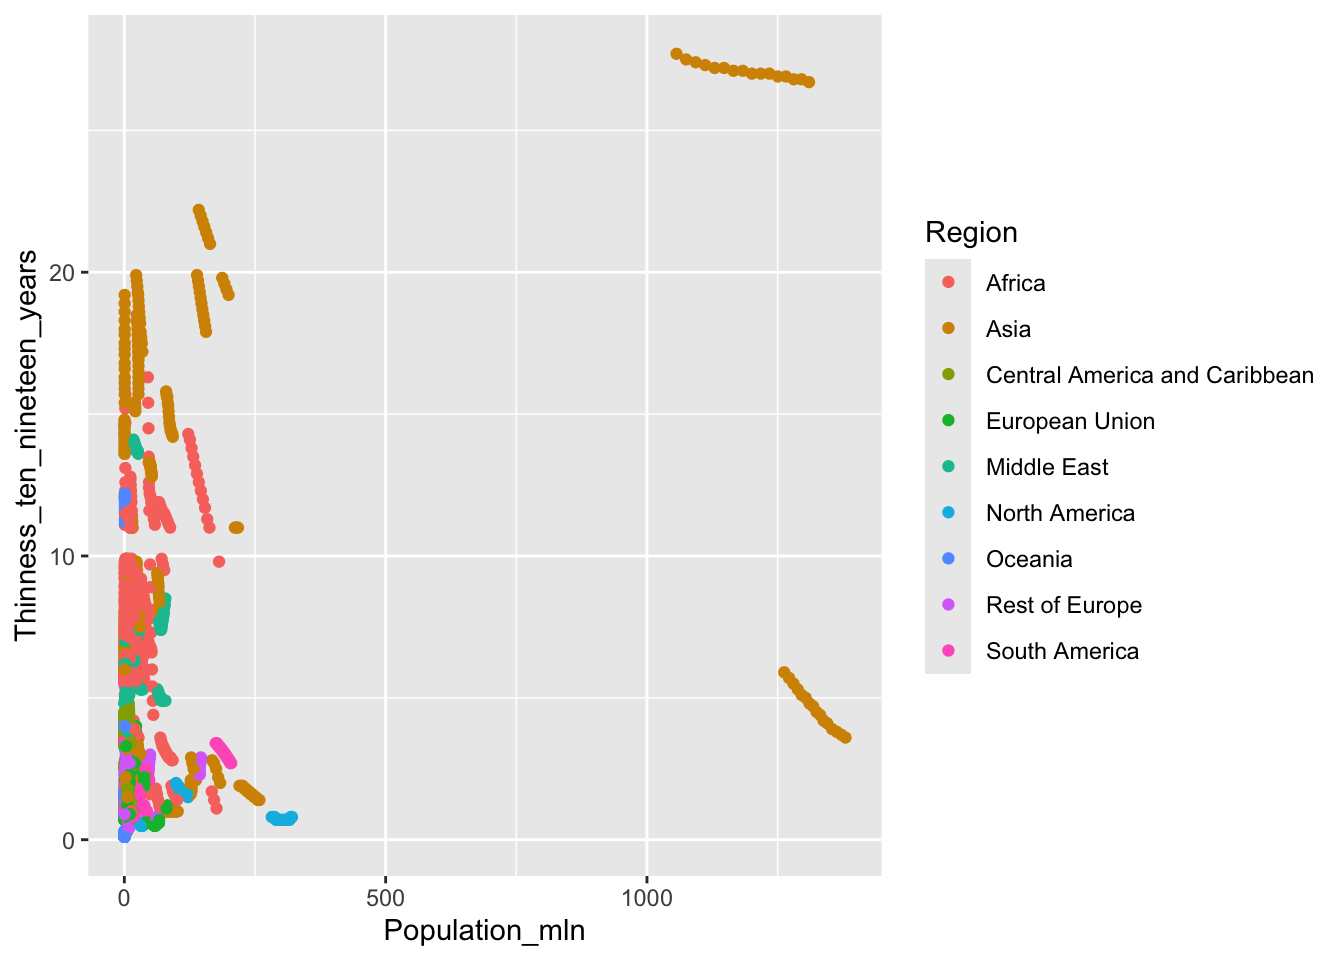 Thinness_ten_nineteen_years
20
10
0
0
500
1000
Population_mln
Region
Africa
Asia
Central America and Caribbean
European Union
Middle East
North America
Oceania
Rest of Europe
South America